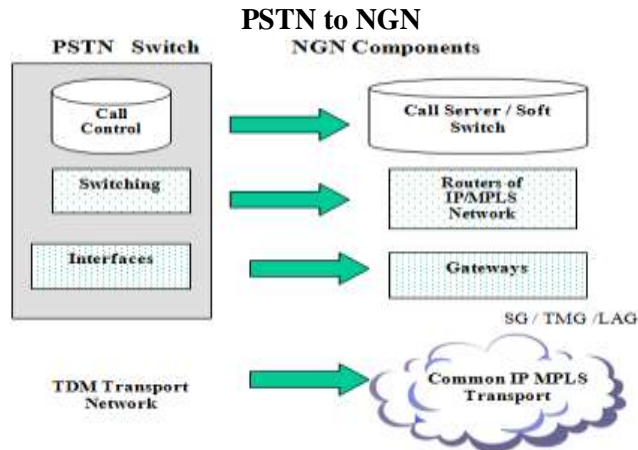 PSTN to NGN
PSTN Switch
NGN Components
Call
Control
Call Server / Soft
Switch
Switching
Routers of
IP/MPLS
Network
Interfaces
Gateways
SG / TMG /LAG
TDM Transport
Network
Common IP MPLS
Transport